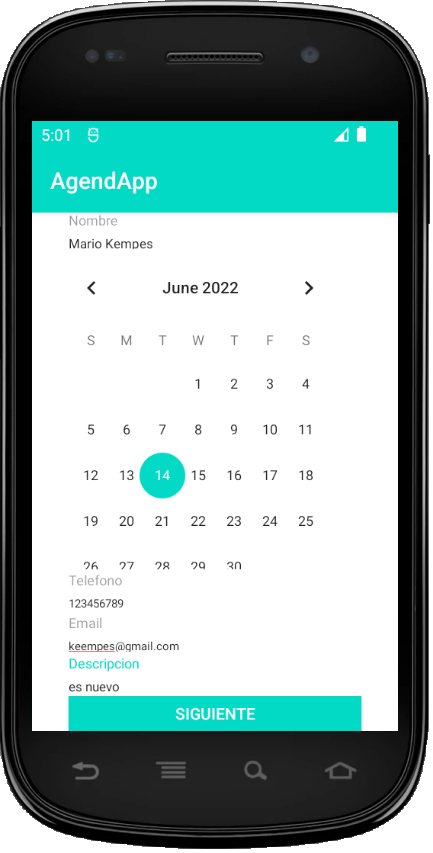 5:01
AgendApp
Nombre
Mario Kempes
June 2022
S M T W T F S
1 2 3 4
5 6 7 8 9 10 11
12 13 14 15 16 17 18
19 20 21 22 23 24 25
26 27 28 29 30
Telefono
123456789
Email
keempes@gmail.com
Descripcion
es nuevo
SIGUIENTE